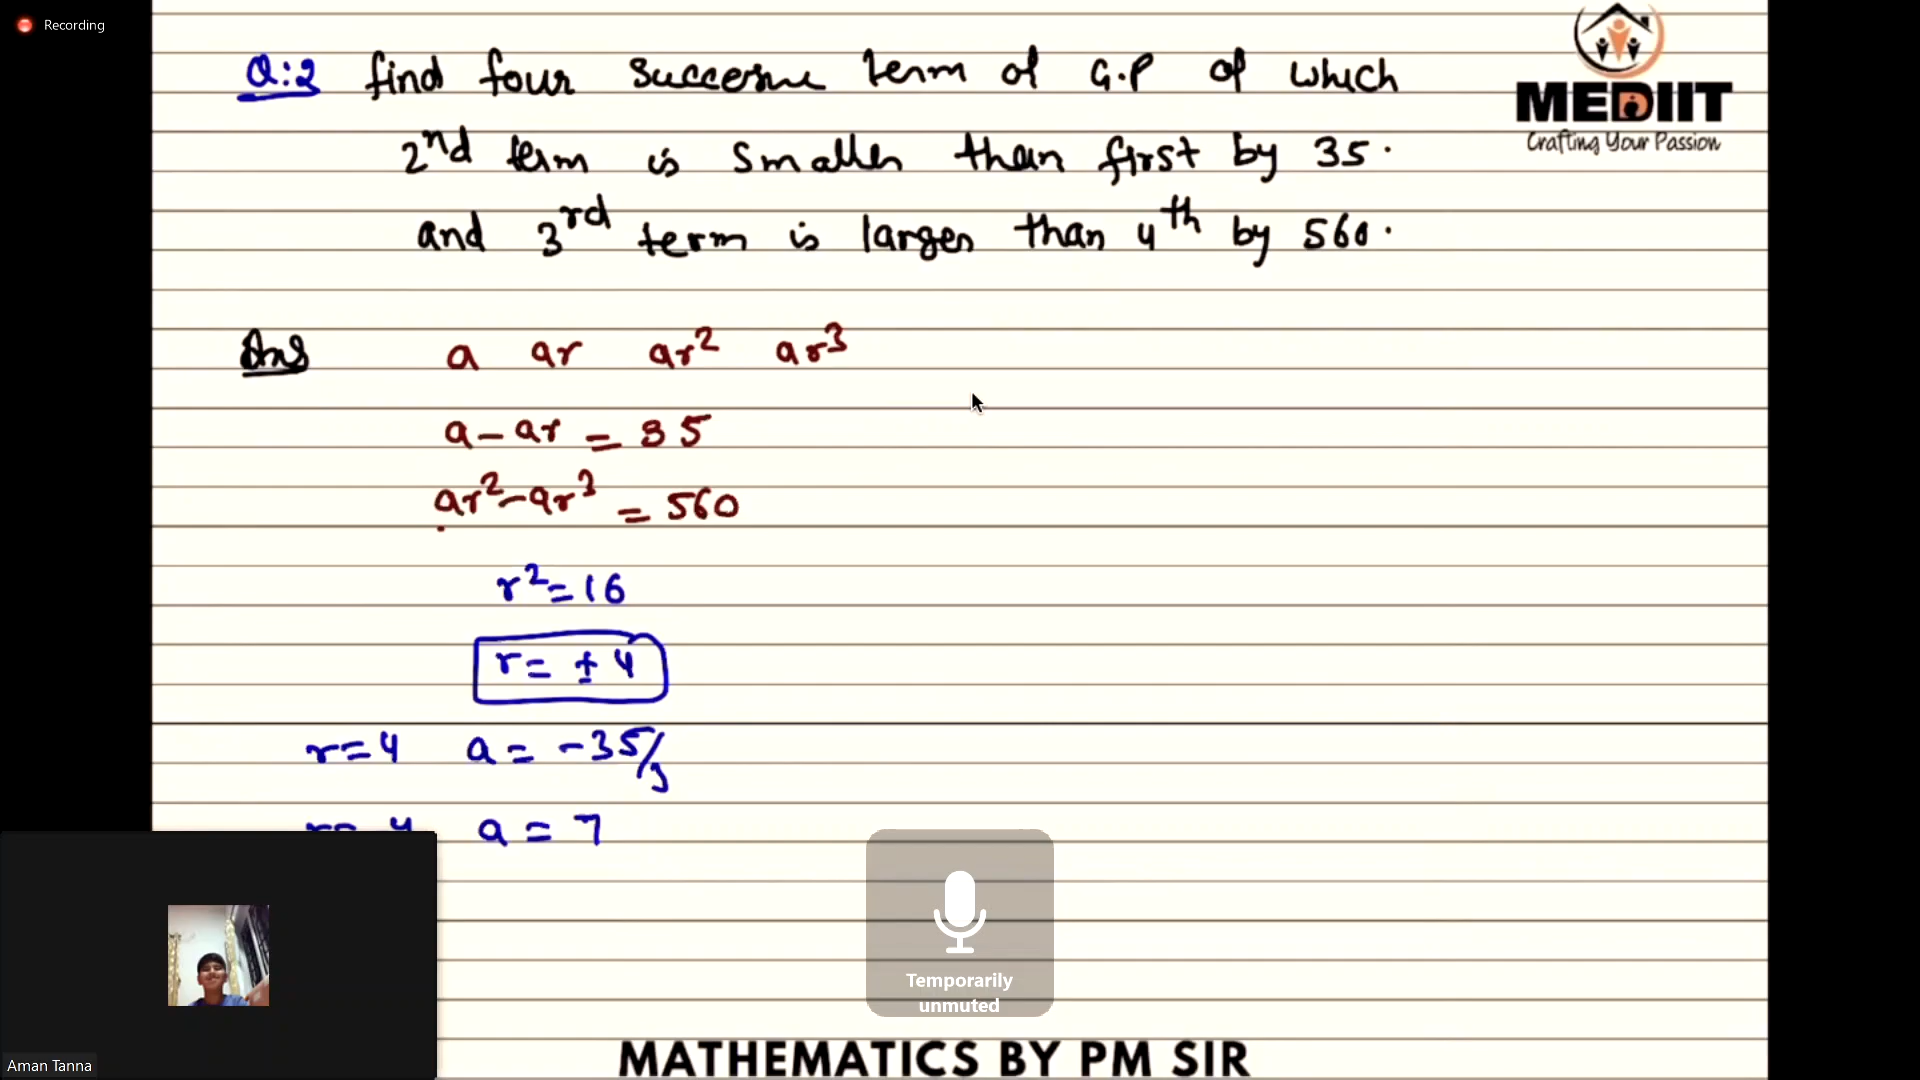 Recording
Q:2 find four successive term of G.P of which
2nd term is smaller than first by 35.
and 3rd term is larger than 4th by 560.
MEDIIT
Crafting Your Passion
Ans a ar ar² ar³
a - ar = 35
ar² - ar³ = 560
r² = 16
r = ± 4
r = 4 a = -35/3
a = 7
Temporarily
unmuted
Aman Tanna
MATHEMATICS BY PM SIR